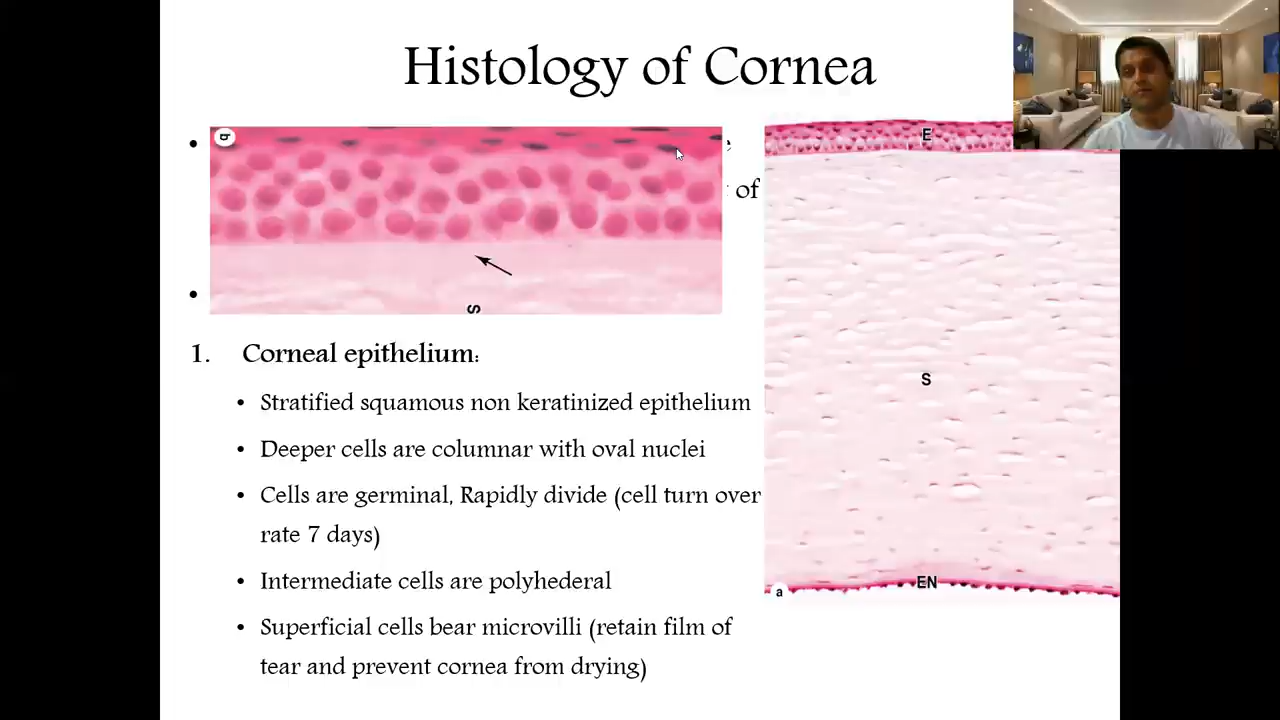 Histology of Cornea
b
E
of
S
S
1. Corneal epithelium:
• Stratified squamous non keratinized epithelium
• Deeper cells are columnar with oval nuclei
• Cells are germinal, Rapidly divide (cell turn over
rate 7 days)
• Intermediate cells are polyhederal
EN
a
• Superficial cells bear microvilli (retain film of
tear and prevent cornea from drying)